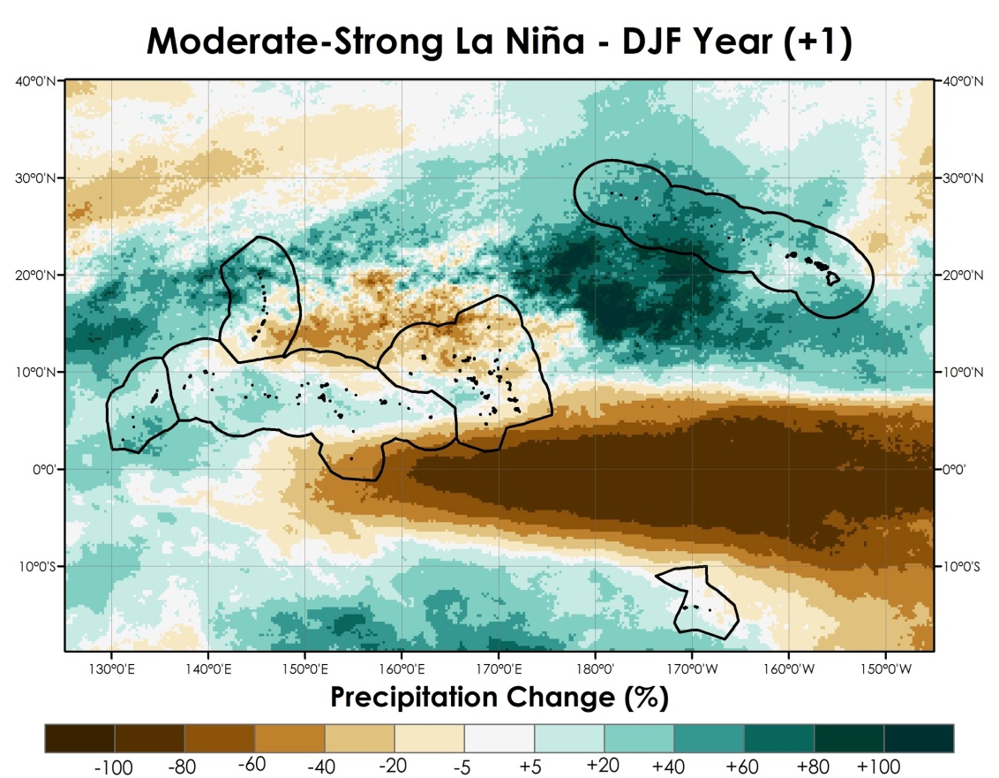 Moderate-Strong La Niña - DJF Year (+1)
40°0'N 40°0'N
30°0'N 30°0'N
20°0'N 20°0'N
10°0'N 10°0'N
0°0' 0°0'
10°0'S 10°0'S
130°0'E 140°0'E 150°0'E 160°0'E 170°0'E 180°0' 170°0'W 160°0'W 150°0'W
Precipitation Change (%)
-100 -80 -60 -40 -20 -5 +5 +20 +40 +60 +80 +100